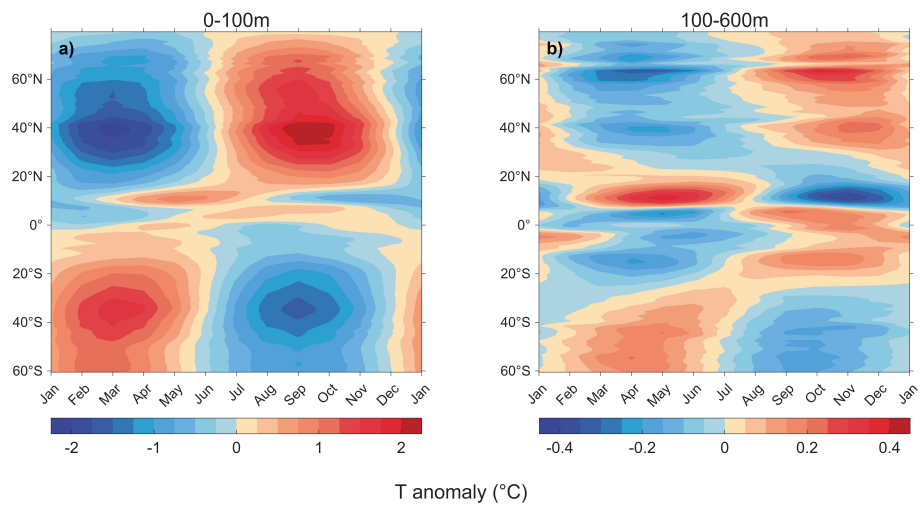 0-100m
100-600m
a)
b)
60°N
40°N
20°N
0°
20°S
40°S
60°S
60°N
40°N
20°N
0°
20°S
40°S
60°S
Jan Feb Mar Apr May Jun Jul Aug Sep Oct Nov Dec Jan
Jan Feb Mar Apr May Jun Jul Aug Sep Oct Nov Dec Jan
-2 -1 0 1 2
-0.4 -0.2 0 0.2 0.4
T anomaly (°C)